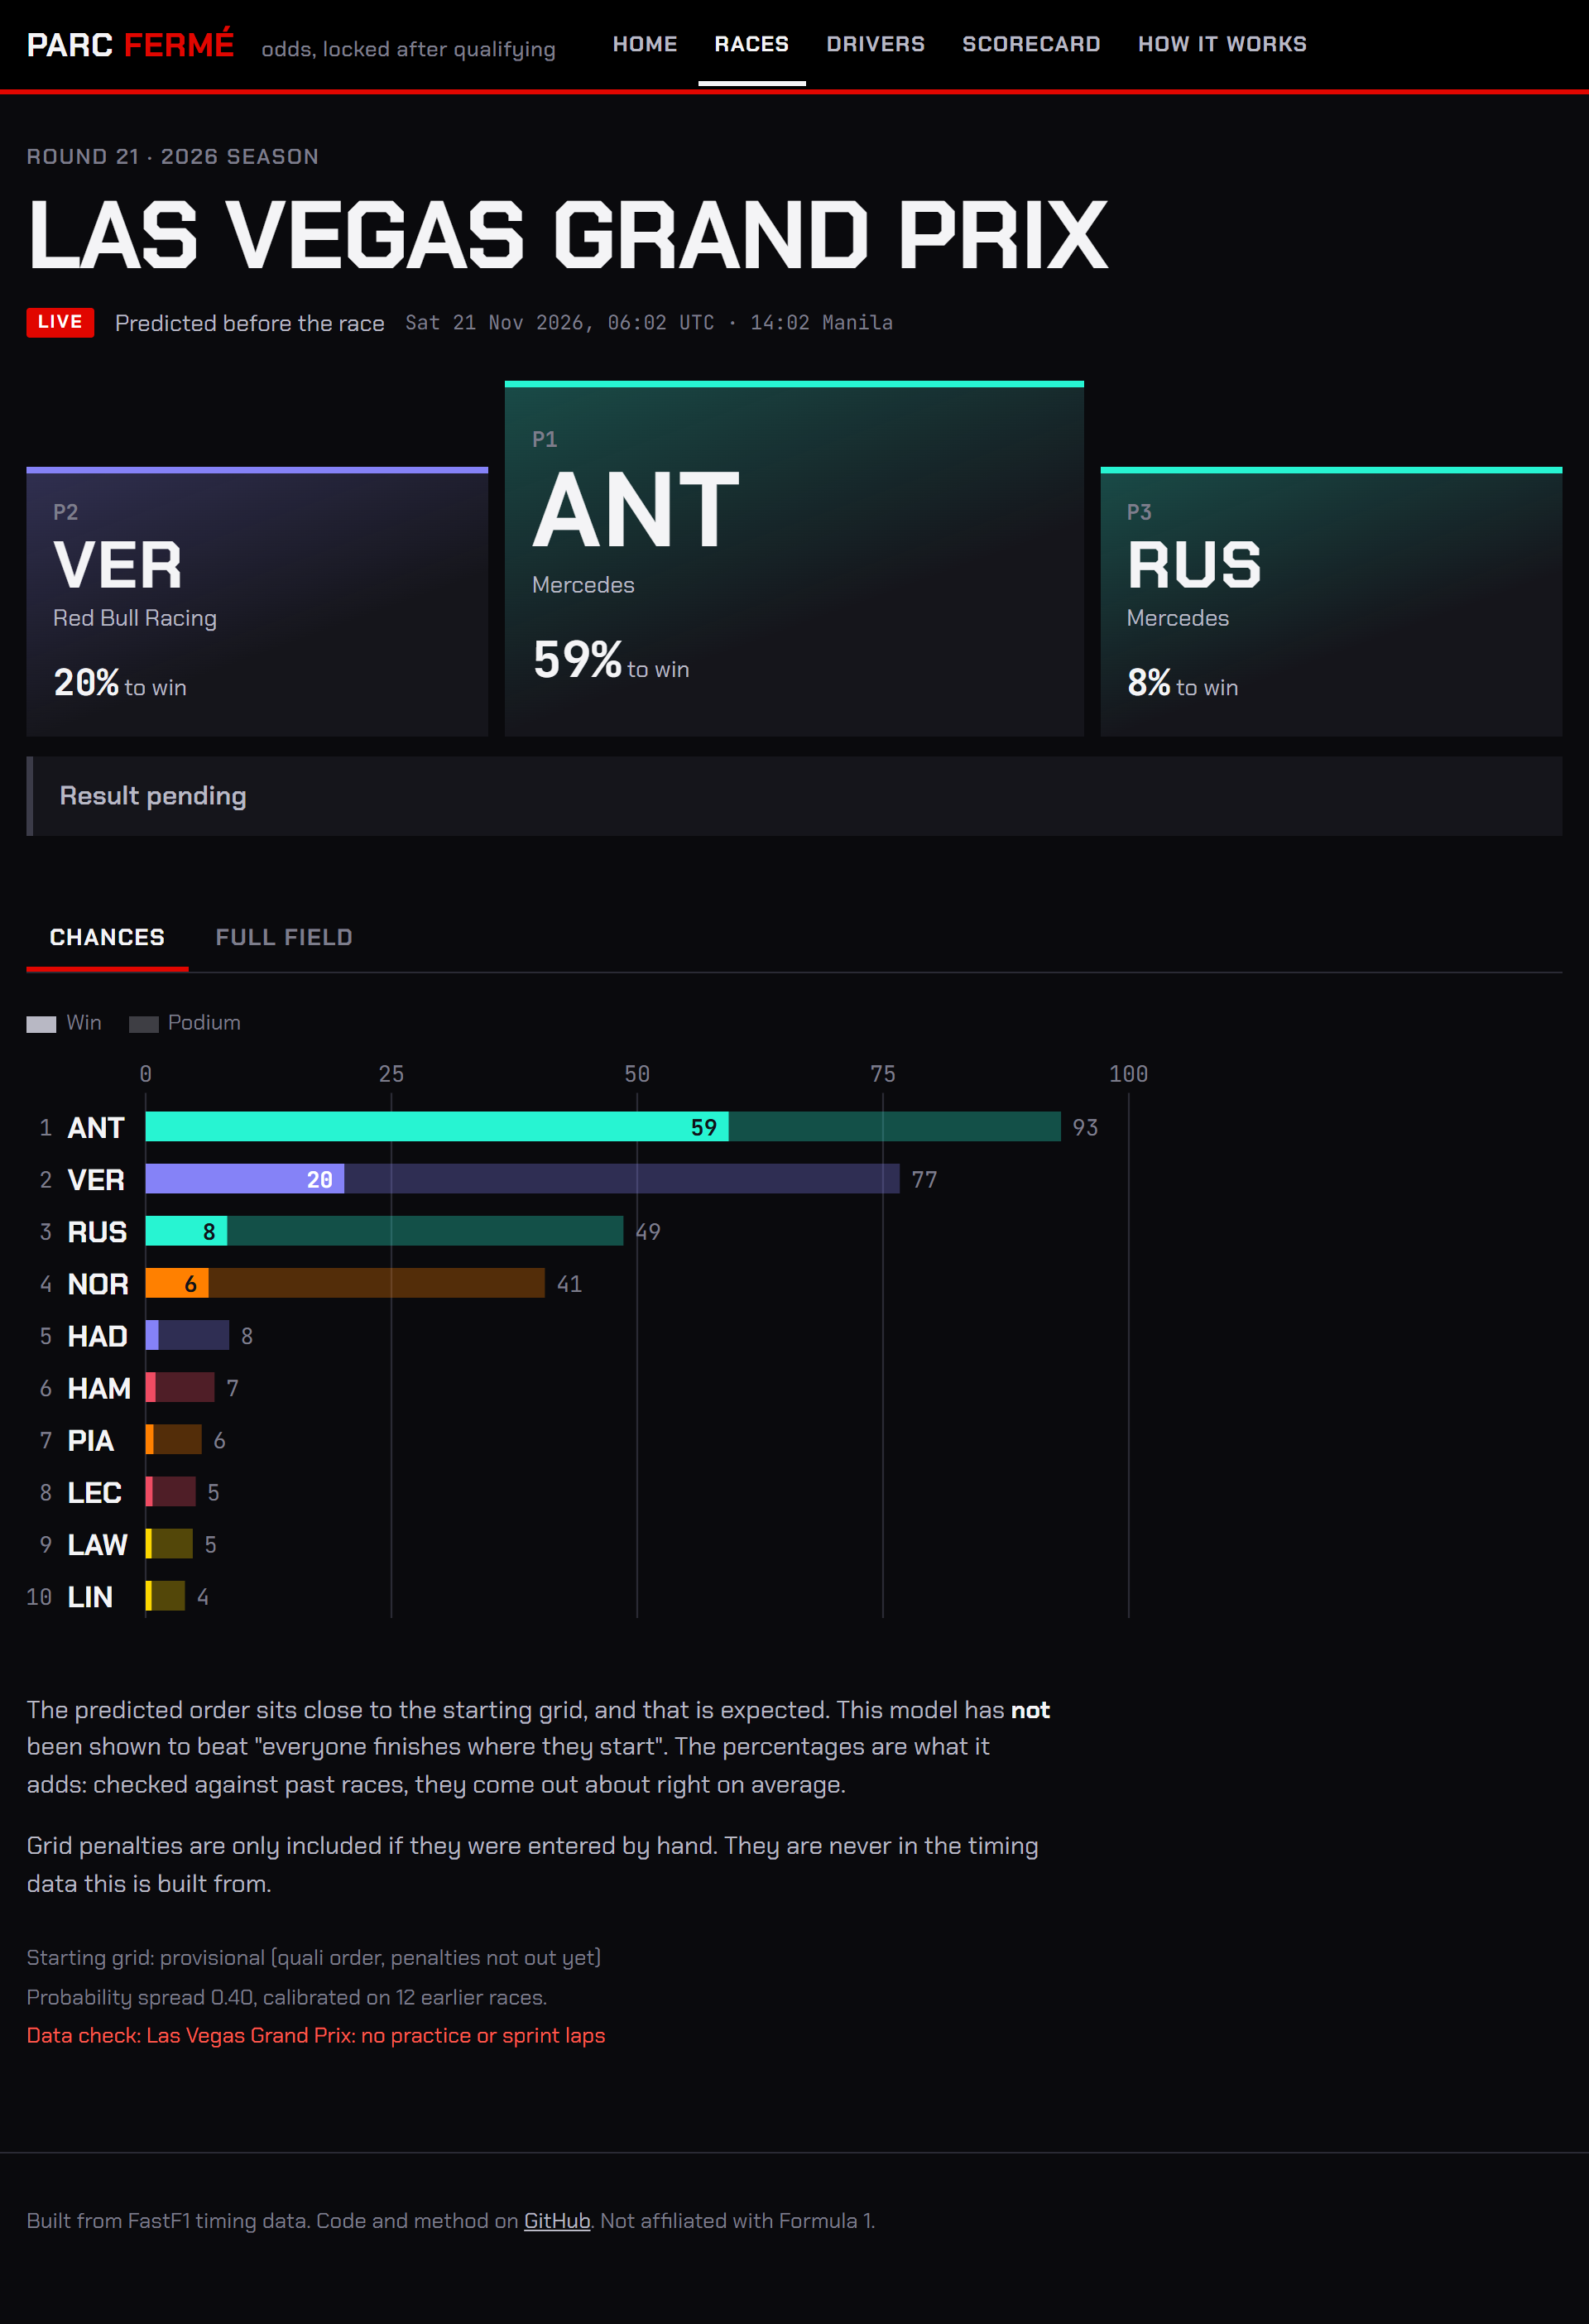 PARC FERMÉ odds, locked after qualifying HOME RACES DRIVERS SCORECARD HOW IT WORKS
ROUND 21 · 2026 SEASON
LAS VEGAS GRAND PRIX
LIVE Predicted before the race Sat 21 Nov 2026, 06:02 UTC · 14:02 Manila
P2
VER
Red Bull Racing
20% to win
P1
ANT
Mercedes
59% to win
P3
RUS
Mercedes
8% to win
Result pending
CHANCES FULL FIELD
Win Podium
0 25 50 75 100
1 ANT 59 93
2 VER 20 77
3 RUS 8 49
4 NOR 6 41
5 HAD 8
6 HAM 7
7 PIA 6
8 LEC 5
9 LAW 5
10 LIN 4
The predicted order sits close to the starting grid, and that is expected. This model has not
been shown to beat "everyone finishes where they start". The percentages are what it
adds: checked against past races, they come out about right on average.
Grid penalties are only included if they were entered by hand. They are never in the timing
data this is built from.
Starting grid: provisional (quali order, penalties not out yet)
Probability spread 0.40, calibrated on 12 earlier races.
Data check: Las Vegas Grand Prix: no practice or sprint laps
Built from FastF1 timing data. Code and method on GitHub. Not affiliated with Formula 1.